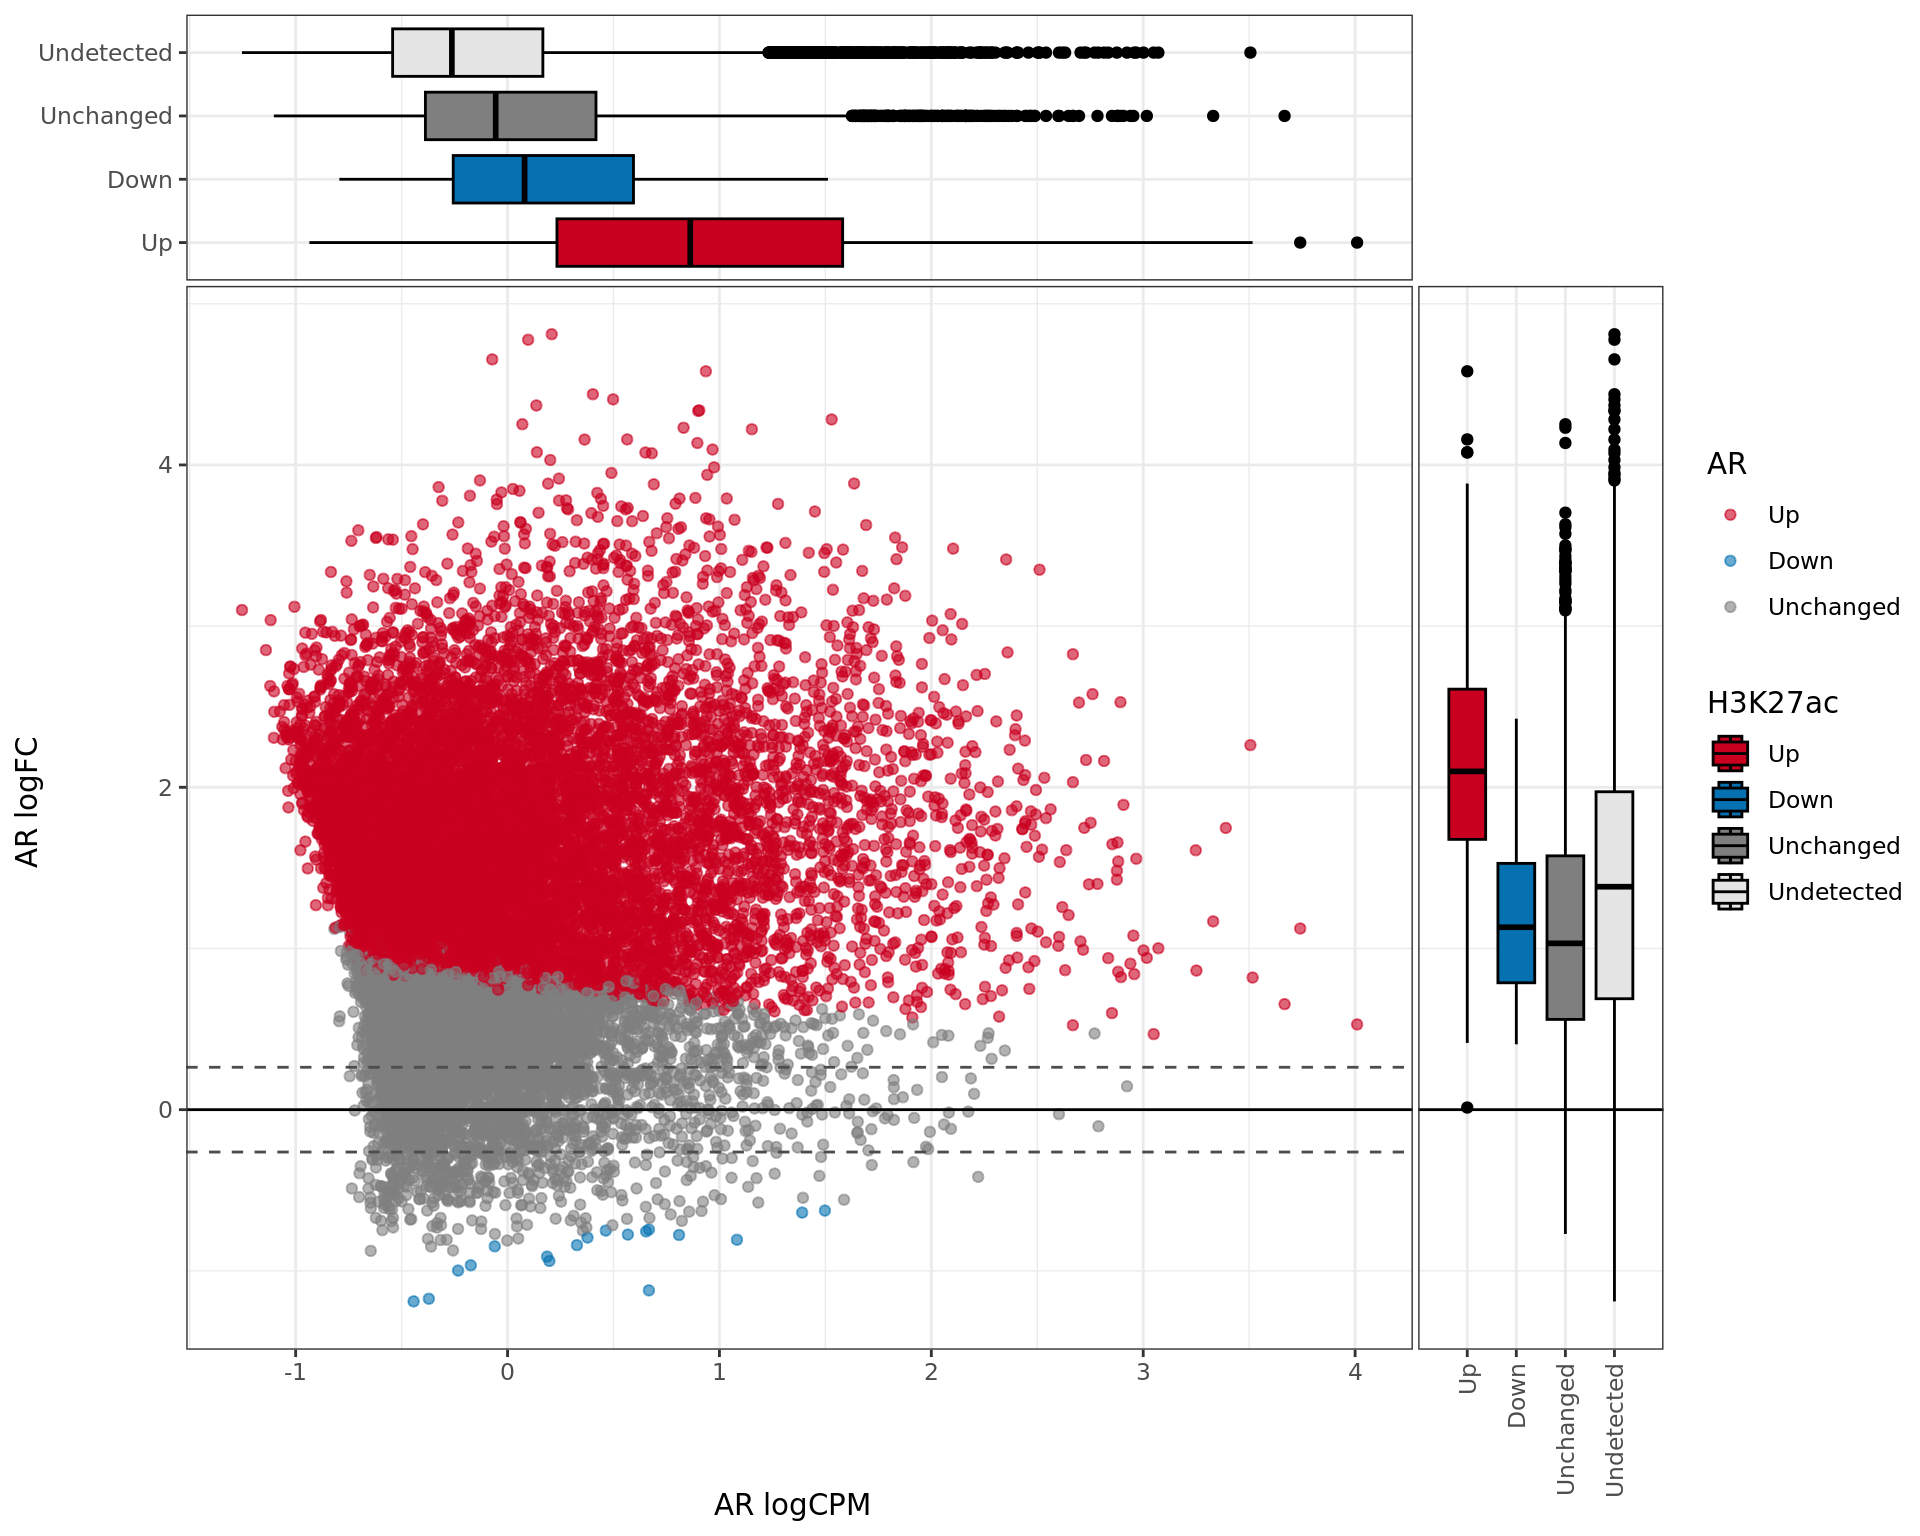 Undetected
Unchanged
Down
Up
4
2
0
AR logFC
-1
0
1
2
3
4
AR logCPM
Up
Down
Unchanged
Undetected
AR
Up
Down
Unchanged
H3K27ac
Up
Down
Unchanged
Undetected